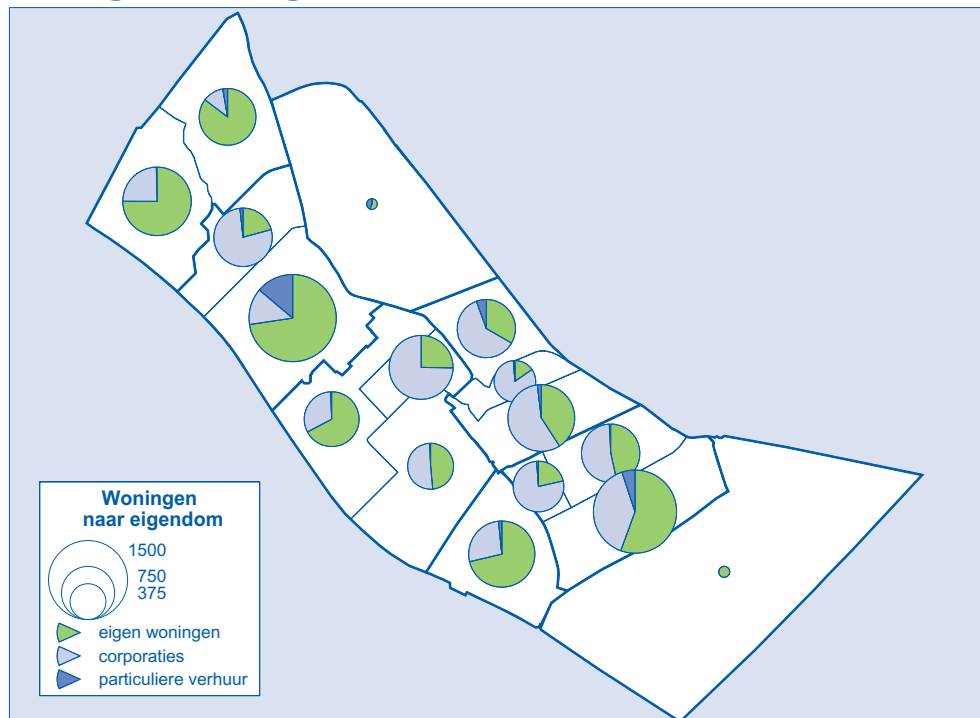 Woningen
naar eigendom
1500
750
375
eigen woningen
corporaties
particuliere verhuur